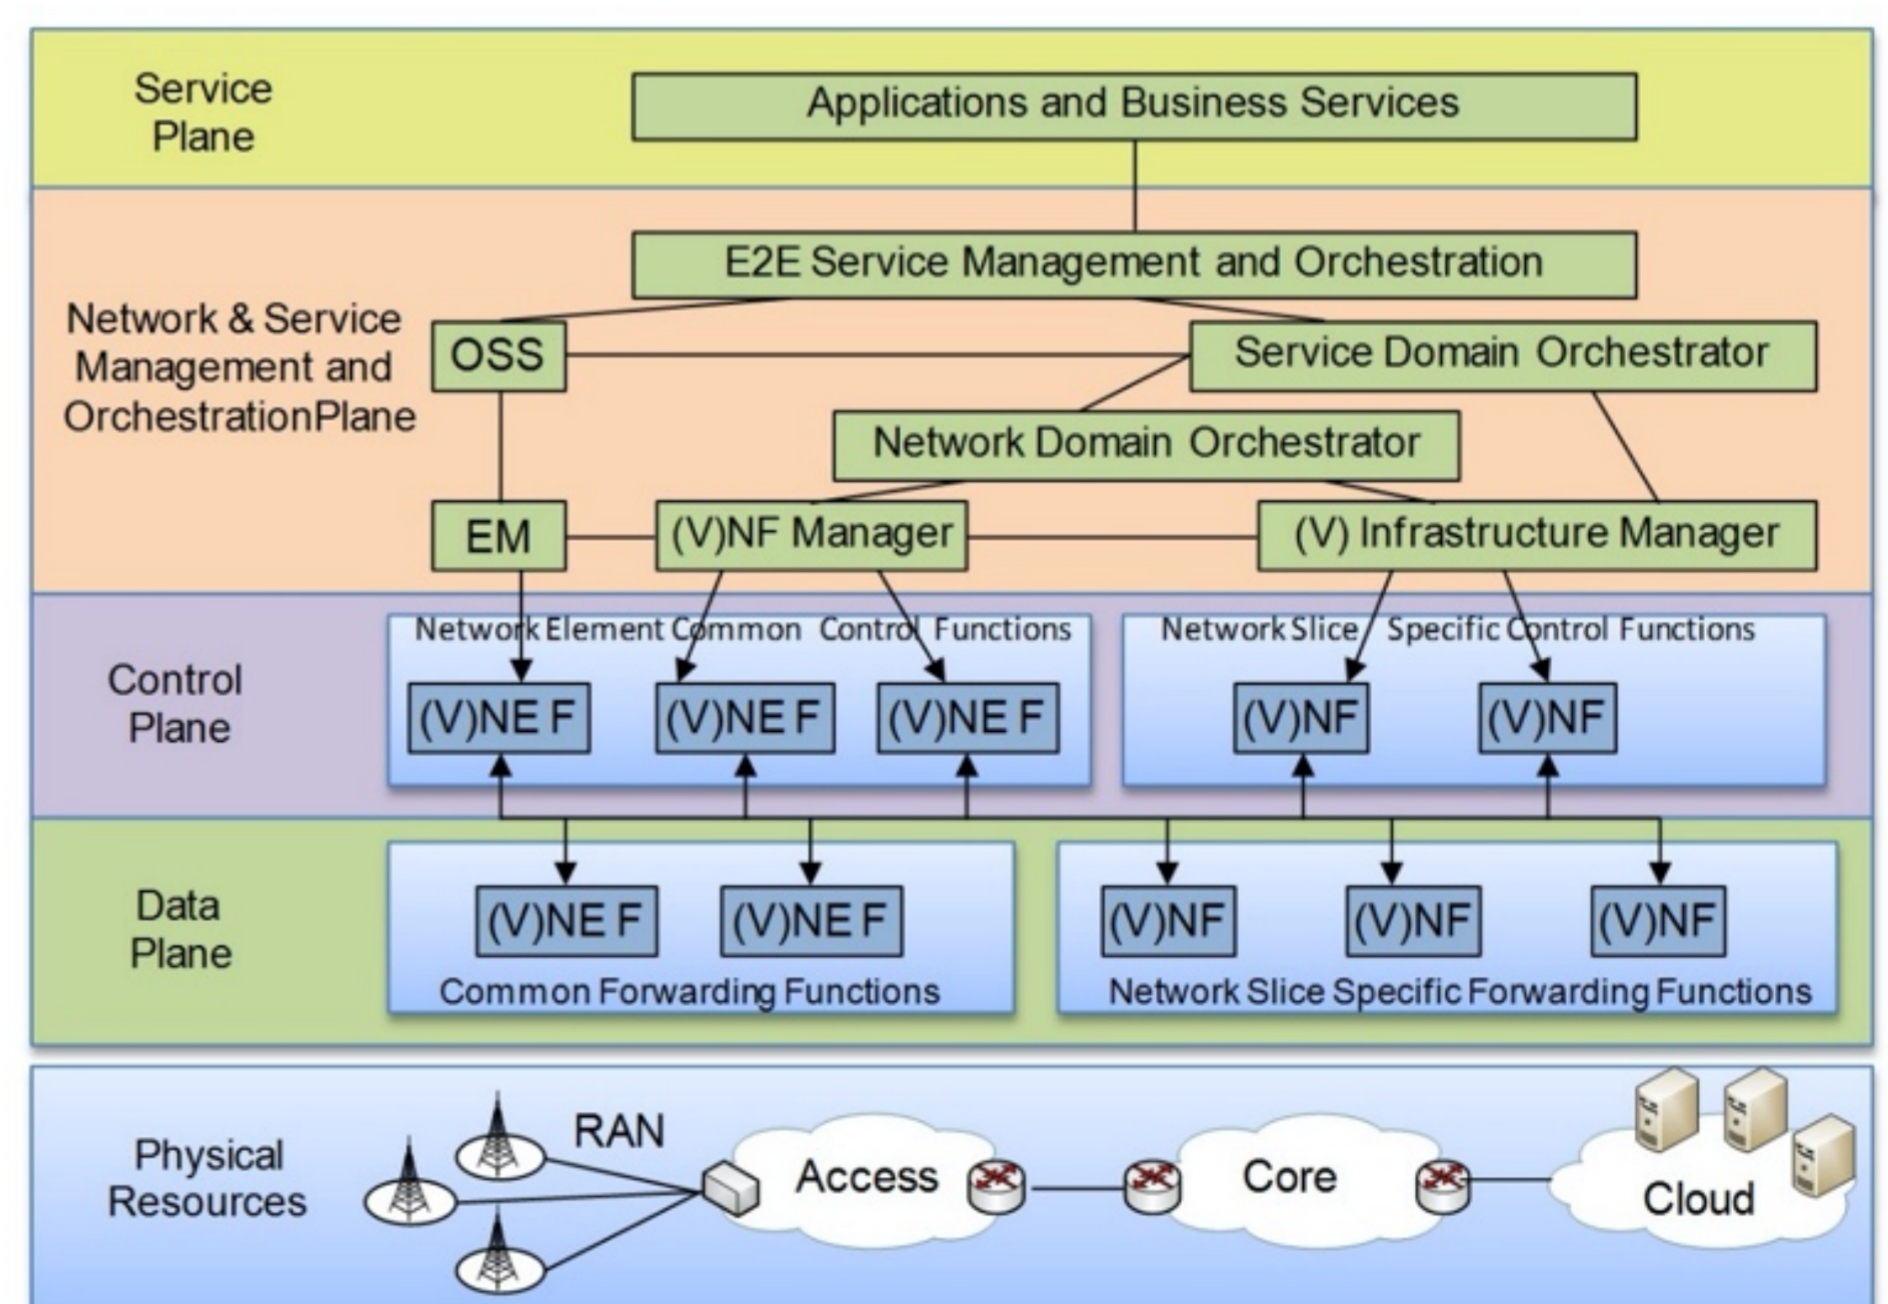 Service
Plane
Applications and Business Services
E2E Service Management and Orchestration
Network & Service
Management and
OrchestrationPlane
OSS
Service Domain Orchestrator
Network Domain Orchestrator
EM
(V)NF Manager
(V) Infrastructure Manager
Control
Plane
Network Element Common Control Functions
Network Slice Specific Control Functions
(V)NE F
(V)NE F
(V)NE F
(V)NF
(V)NF
Data
Plane
(V)NE F
(V)NE F
(V)NF
(V)NF
(V)NF
Common Forwarding Functions
Network Slice Specific Forwarding Functions
Physical
Resources
RAN
Access
Core
Cloud